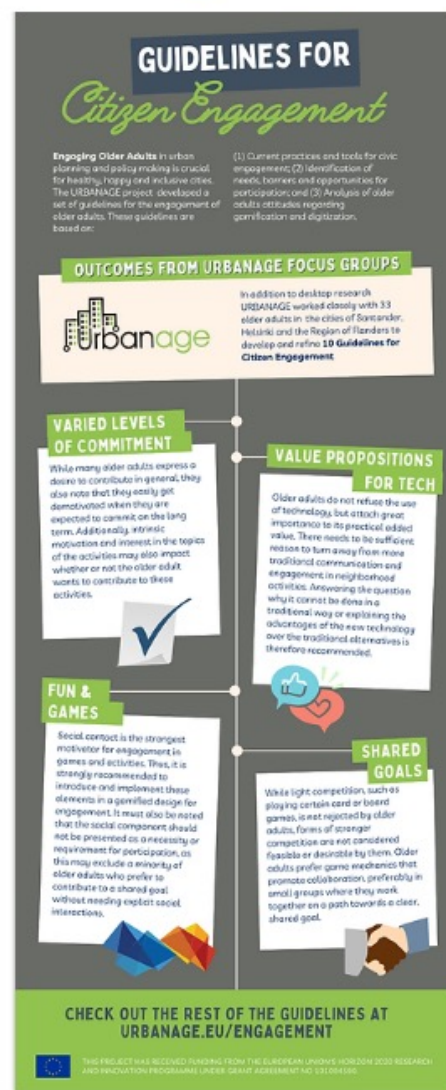 GUIDELINES FOR
Citizen Engagement
Engaging Older Adults in urban
planning and policy making is crucial
for healthy, happy and inclusive cities.
The URBANAGE project developed a
set of guidelines for the engagement of
older adults. These guidelines are
based on:
(1) Current practices and tools for civic
engagement; (2) Identification of
needs, barriers and opportunities for
participation; and (3) Analysis of older
adults attitudes regarding
gamification and digitization.
OUTCOMES FROM URBANAGE FOCUS GROUPS
Urbanage
In addition to desktop research
URBANAGE worked closely with 33
older adults in the cities of Santander,
Helsinki and the Region of Flanders to
develop and refine 10 Guidelines for
Citizen Engagement
VARIED LEVELS
OF COMMITMENT
While many older adults express a
desire to contribute in general, they
also note that they easily get
demotivated when they are
expected to commit on the long
term. Additionally, intrinsic
motivation and interest in the topics
of the activities may also impact
whether or not the older adult
wants to contribute to these
activities.
VALUE PROPOSITIONS
FOR TECH
Older adults do not refuse the use
of technology, but attach great
importance to its practical added
value. There needs to be sufficient
reason to turn away from more
traditional communication and
engagement in neighborhood
activities. Answering the question
why it cannot be done in a
traditional way or explaining the
advantages of the new technology
over the traditional alternatives is
therefore recommended.
FUN &
GAMES
Social contact is the strongest
motivator for engagement in
games and activities. Thus, it is
strongly recommended to
introduce and implement these
elements in a gamified design for
engagement. It must also be noted
that the social component should
not be presented as a necessity or
requirement for participation, as
this may exclude a minority of
older adults who prefer to
contribute to a shared goal
without needing explicit social
interactions.
SHARED
GOALS
While light competition, such as
playing certain card or board
games, is not rejected by older
adults, forms of stronger
competition are not considered
feasible or desirable by them. Older
adults prefer game mechanics that
promote collaboration, preferably in
small groups where they work
together on a path towards a clear,
shared goal.
CHECK OUT THE REST OF THE GUIDELINES AT
URBANAGE.EU/ENGAGEMENT
THIS PROJECT HAS RECEIVED FUNDING FROM THE EUROPEAN UNION'S HORIZON 2020 RESEARCH
AND INNOVATION PROGRAMME UNDER GRANT AGREEMENT NO